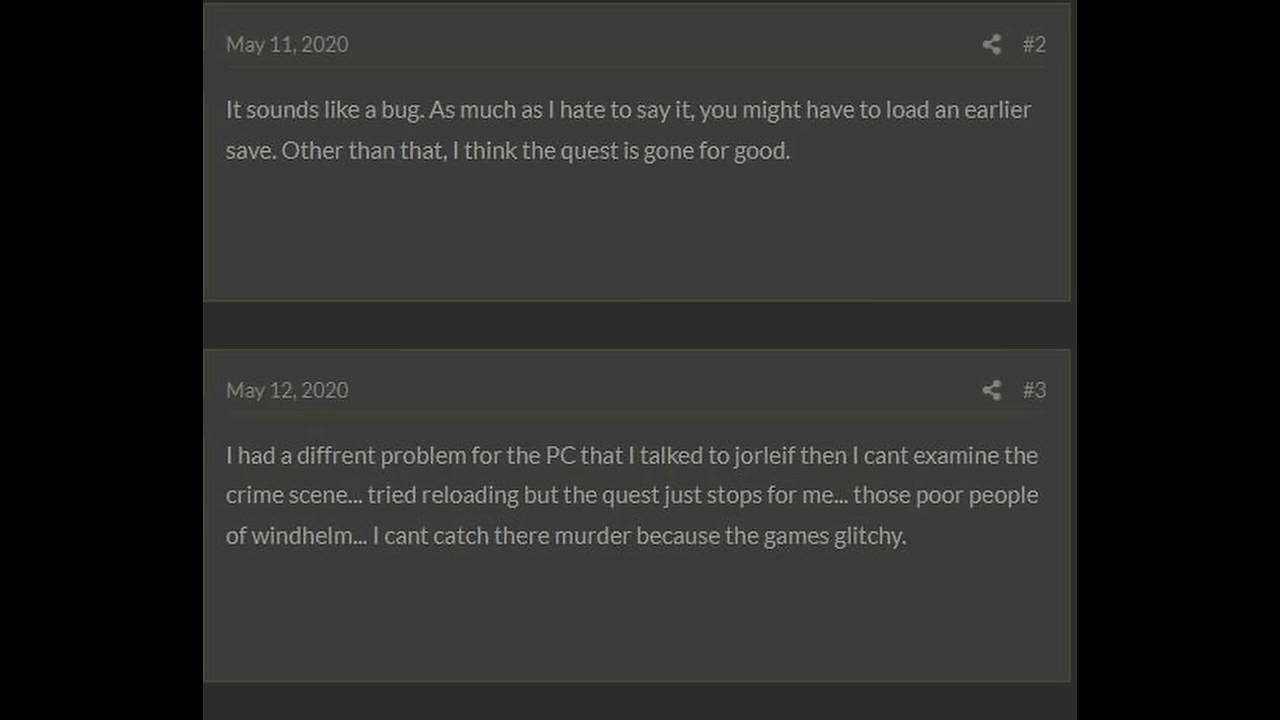 May 11, 2020 #2
It sounds like a bug. As much as I hate to say it, you might have to load an earlier
save. Other than that, I think the quest is gone for good.
May 12, 2020 #3
I had a diffrent problem for the PC that I talked to jorleif then I cant examine the
crime scene... tried reloading but the quest just stops for me... those poor people
of windhelm... I cant catch there murder because the games glitchy.